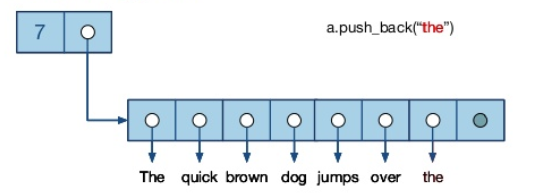 7
a.push_back(“the”)
The quick brown dog jumps over the